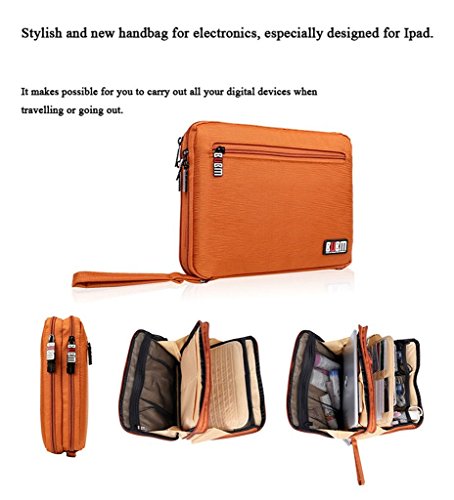 Stylish and new handbag for electronics, especially designed for Ipad.
It makes possible for you to carry out all your digital devices when
travelling or going out.
BUBM